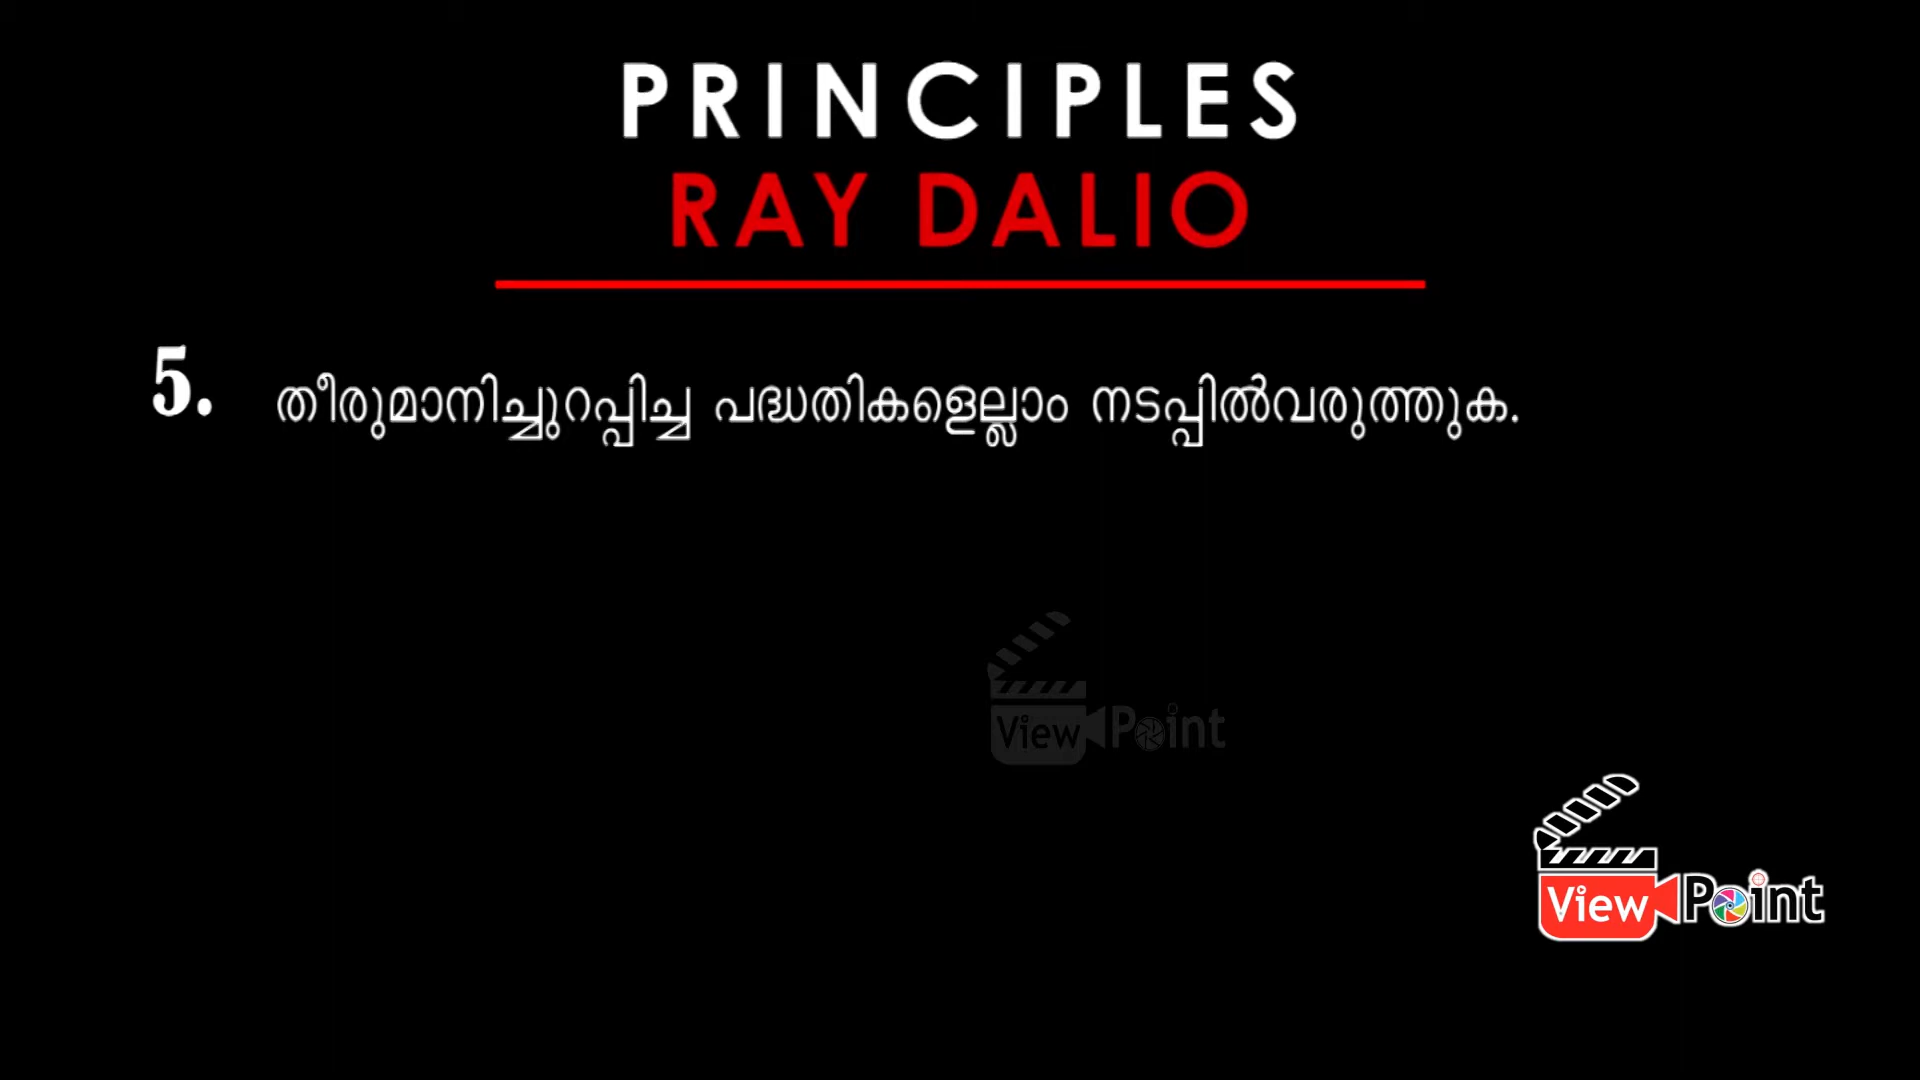 PRINCIPLES
RAY DALIO
5. തീരുമാനിച്ചുറപ്പിച്ച പദ്ധതികളെല്ലാം നടപ്പിൽവരുത്തുക.
View Point
View Point